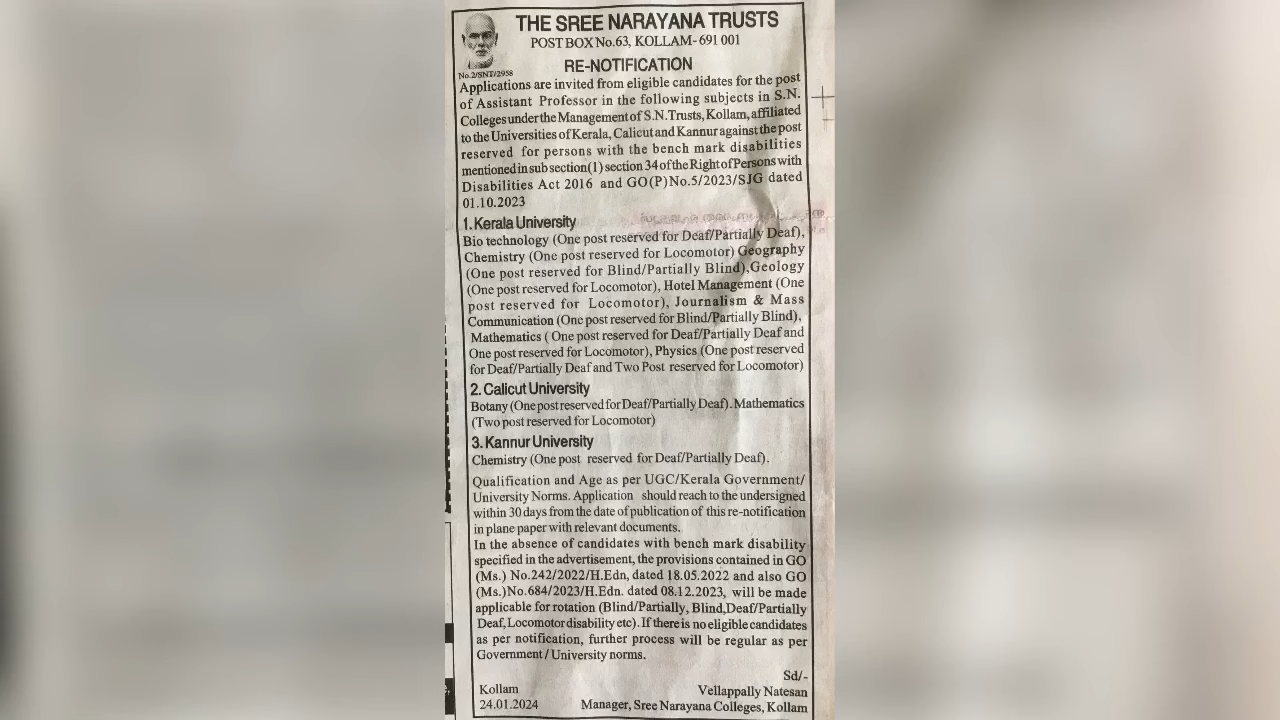 THE SREE NARAYANA TRUSTS
POST BOX No.63, KOLLAM- 691 001
No.2/SNT/2958
RE-NOTIFICATION
Applications are invited from eligible candidates for the post
of Assistant Professor in the following subjects in S.N.
Colleges under the Management of S.N.Trusts, Kollam, affiliated
to the Universities of Kerala, Calicut and Kannur against the post
reserved for persons with the bench mark disabilities
mentioned in sub section(1) section 34 of the Right of Persons with
Disabilities Act 2016 and GO(P)No.5/2023/SJG dated
01.10.2023
1. Kerala University
Bio technology (One post reserved for Deaf/Partially Deaf),
Chemistry (One post reserved for Locomotor) Geography
(One post reserved for Blind/Partially Blind),Geology
(One post reserved for Locomotor), Hotel Management (One
post reserved for Locomotor), Journalism & Mass
Communication (One post reserved for Blind/Partially Blind),
Mathematics ( One post reserved for Deaf/Partially Deaf and
One post reserved for Locomotor), Physics (One post reserved
for Deaf/Partially Deaf and Two Post reserved for Locomotor)
2. Calicut University
Botany (One post reserved for Deaf/Partially Deaf). Mathematics
(Two post reserved for Locomotor)
3. Kannur University
Chemistry (One post reserved for Deaf/Partially Deaf).
Qualification and Age as per UGC/Kerala Government/
University Norms. Application should reach to the undersigned
within 30 days from the date of publication of this re-notification
in plane paper with relevant documents.
In the absence of candidates with bench mark disability
specified in the advertisement, the provisions contained in GO
(Ms.) No.242/2022/H.Edn, dated 18.05.2022 and also GO
(Ms.)No.684/2023/H.Edn. dated 08.12.2023, will be made
applicable for rotation (Blind/Partially, Blind,Deaf/Partially
Deaf, Locomotor disability etc). If there is no eligible candidates
as per notification, further process will be regular as per
Government / University norms.
Sd/-
Kollam Vellappally Natesan
24.01.2024 Manager, Sree Narayana Colleges, Kollam